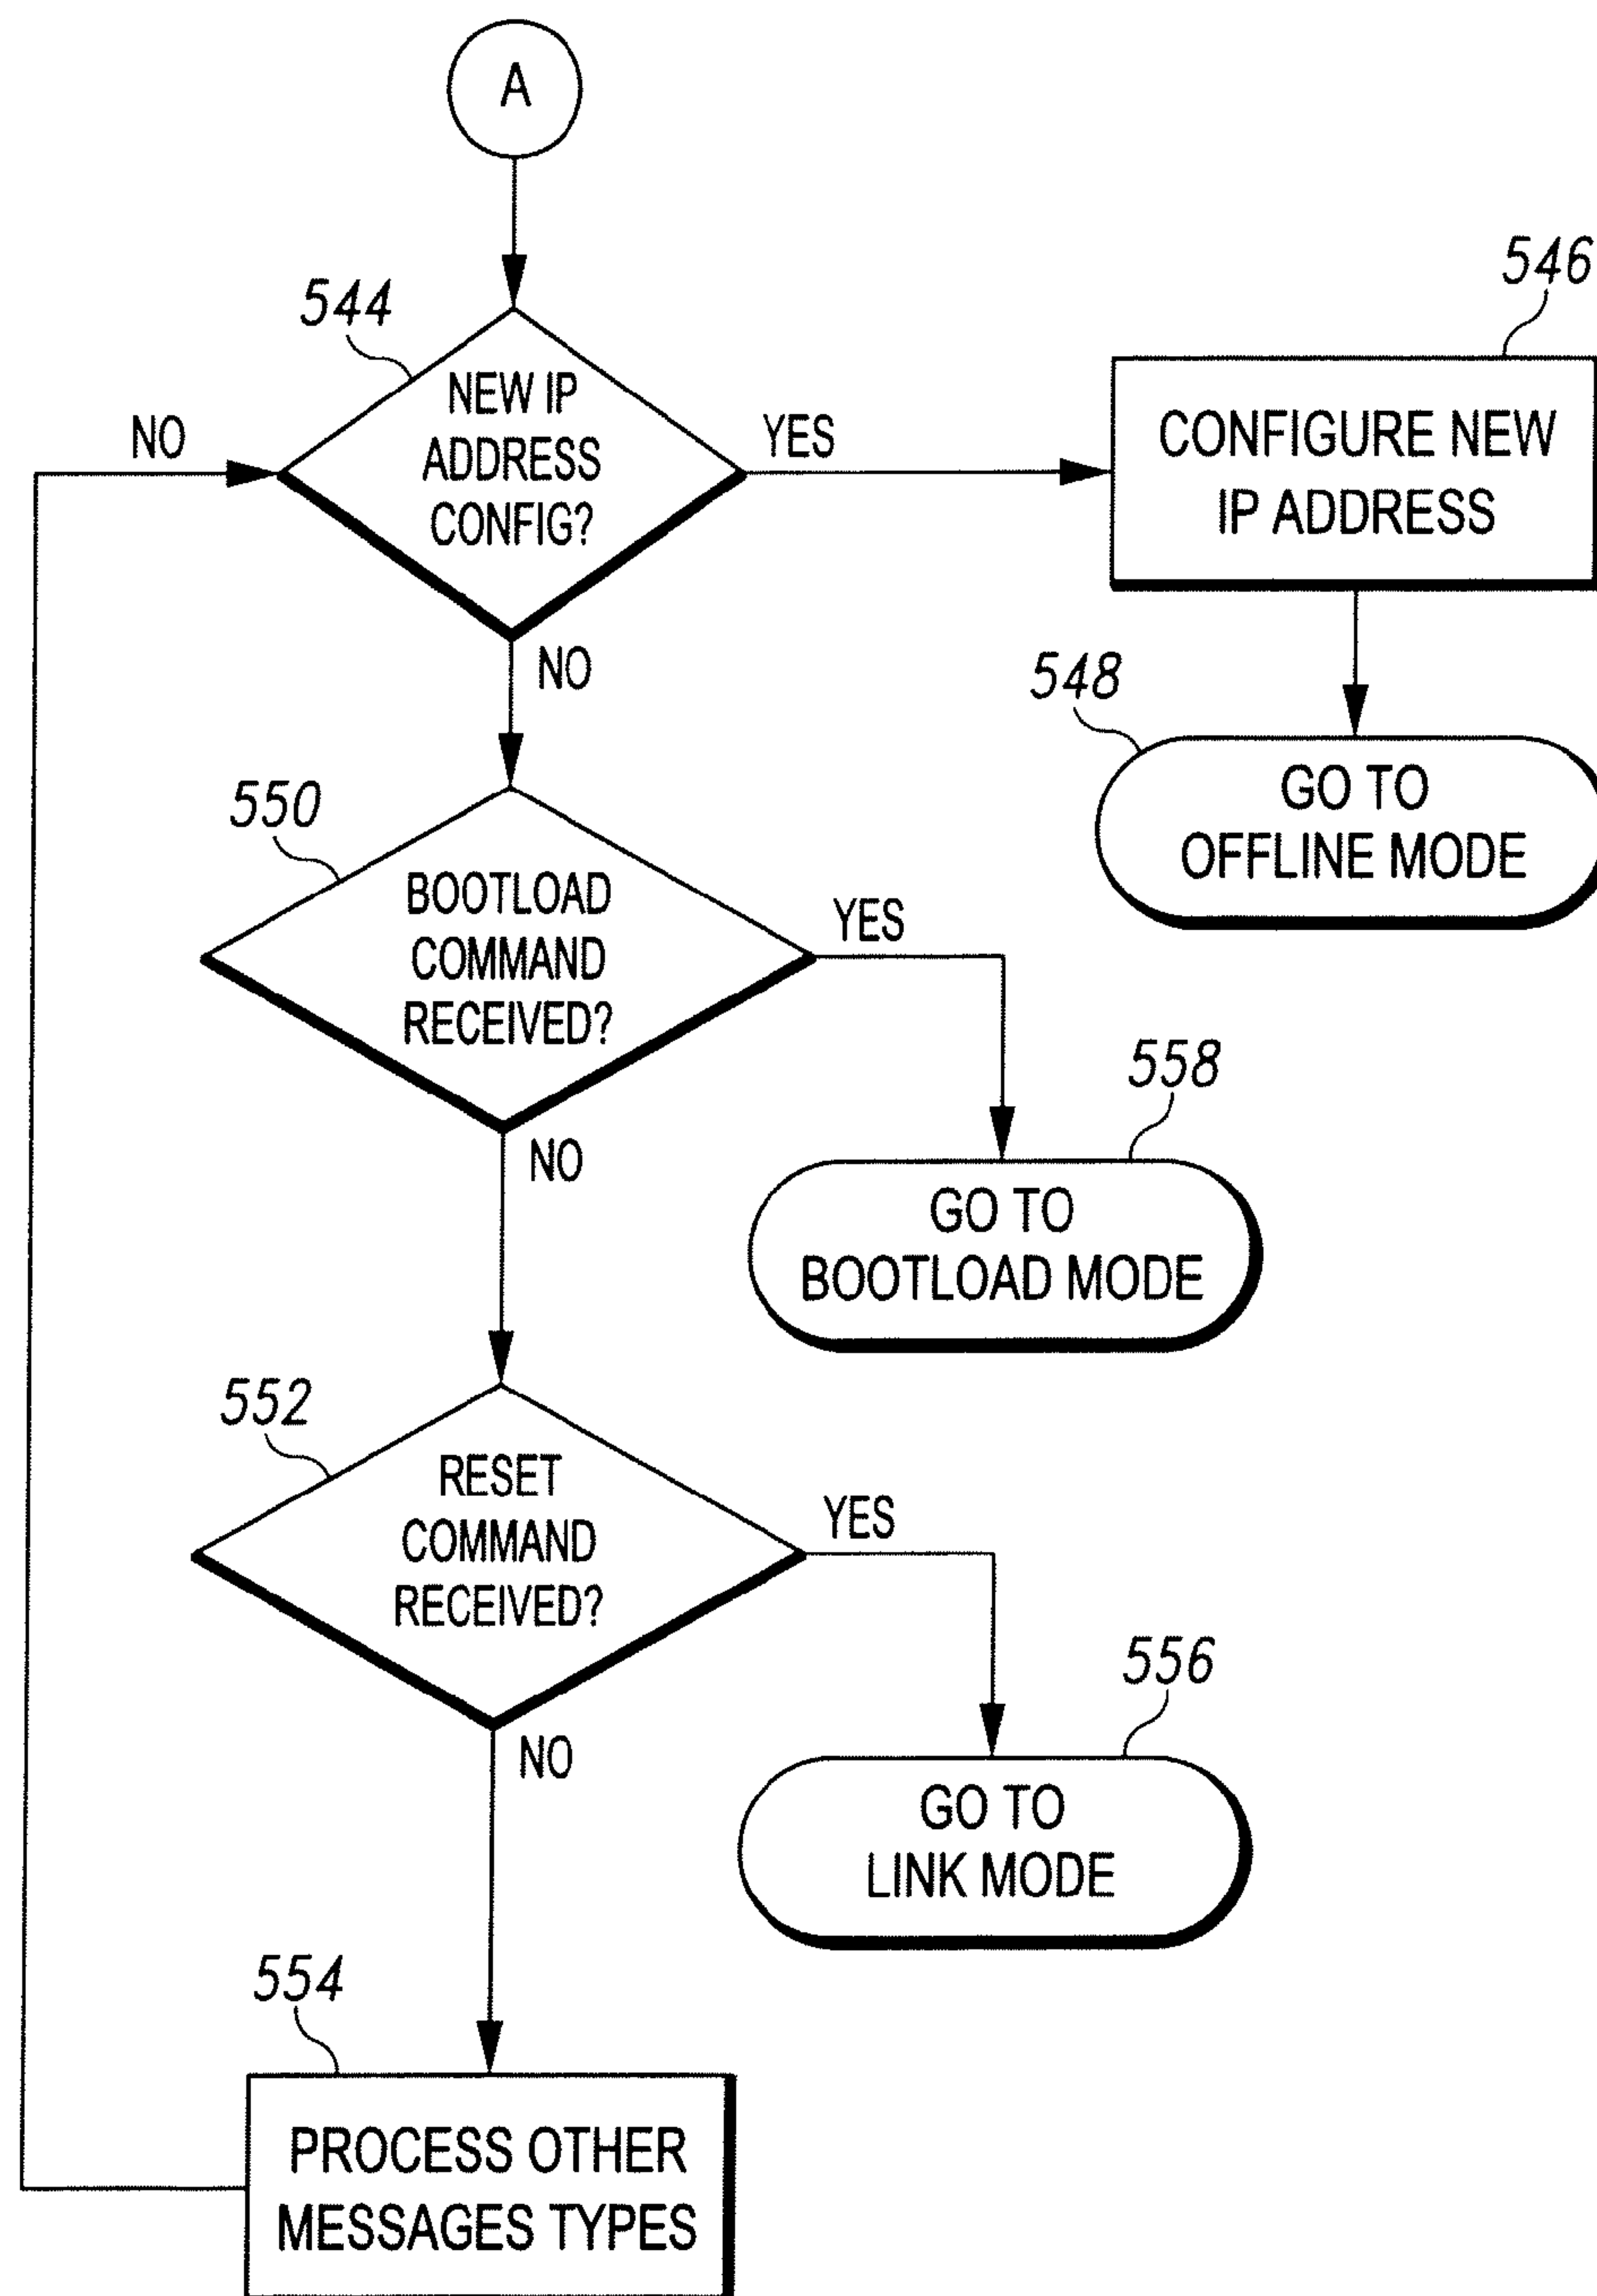 A
544
NEW IP
ADDRESS
CONFIG?
NO
YES
546
CONFIGURE NEW
IP ADDRESS
NO
548
GO TO
OFFLINE MODE
550
BOOTLOAD
COMMAND
RECEIVED?
YES
558
GO TO
BOOTLOAD MODE
NO
552
RESET
COMMAND
RECEIVED?
YES
556
GO TO
LINK MODE
NO
554
PROCESS OTHER
MESSAGES TYPES